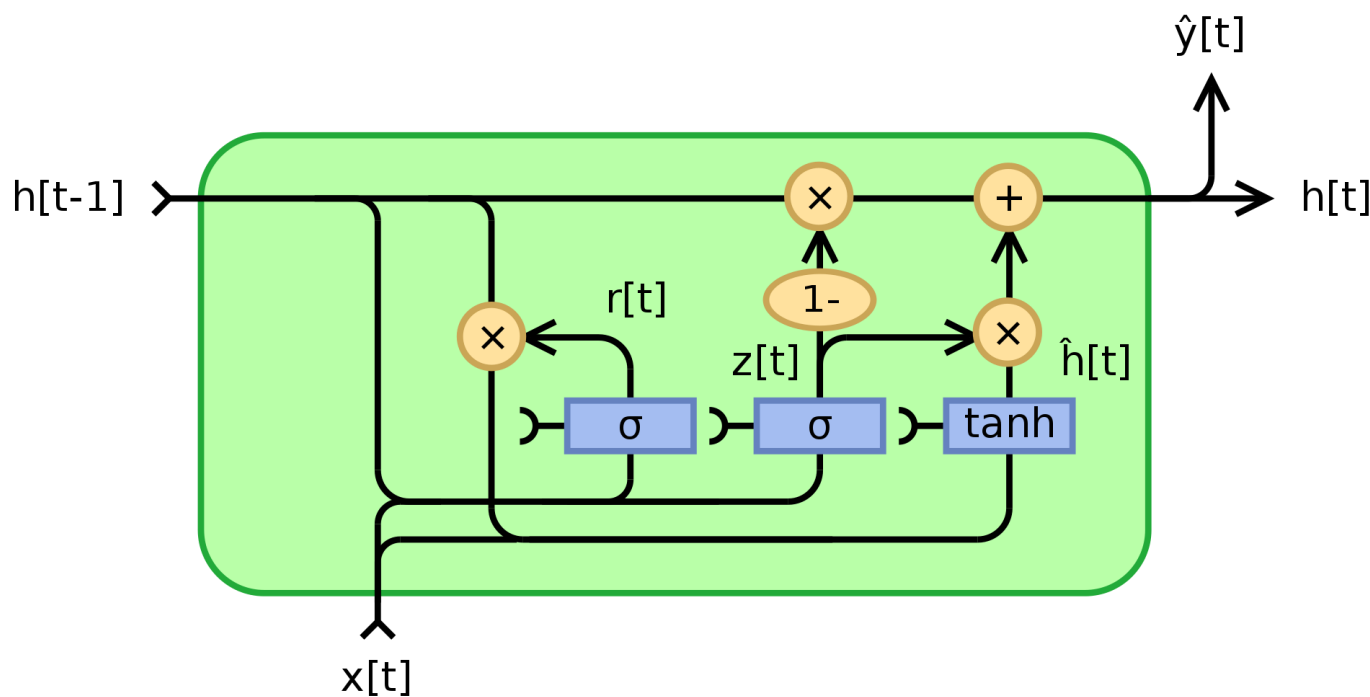 ŷ[t]
h[t-1]
×
+
h[t]
r[t]
1-
×
z[t]
×
ĥ[t]
σ
σ
tanh
x[t]